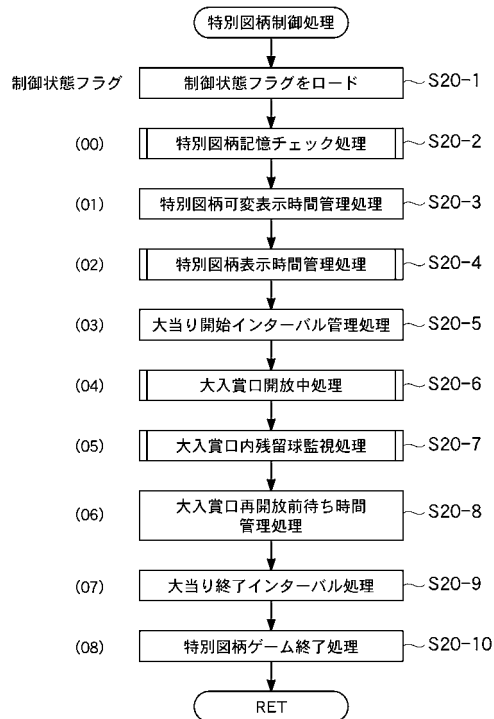 特別図柄制御処理
制御状態フラグ
制御状態フラグをロード
S20-1
(00)
特別図柄記憶チェック処理
S20-2
(01)
特別図柄可変表示時間管理処理
S20-3
(02)
特別図柄表示時間管理処理
S20-4
(03)
大当り開始インターバル管理処理
S20-5
(04)
大入賞口開放中処理
S20-6
(05)
大入賞口内残留球監視処理
S20-7
(06)
大入賞口再開放前待ち時間
管理処理
S20-8
(07)
大当り終了インターバル処理
S20-9
(08)
特別図柄ゲーム終了処理
S20-10
RET